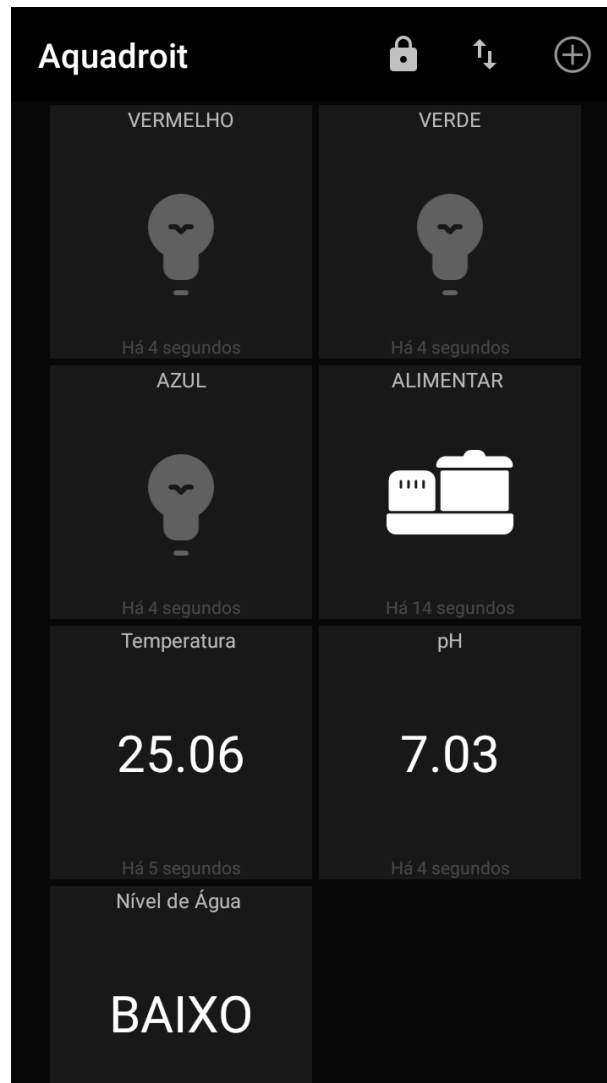 Aquadroit
VERMELHO
VERDE
Há 4 segundos
Há 4 segundos
AZUL
ALIMENTAR
Há 4 segundos
Há 14 segundos
Temperatura
pH
25.06
7.03
Há 5 segundos
Há 4 segundos
Nível de Água
BAIXO